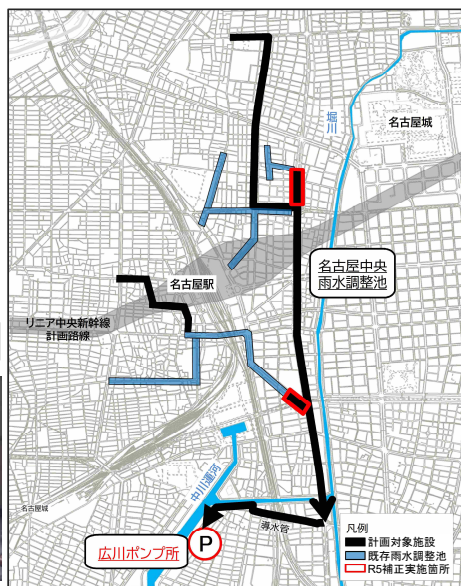 堀川
名古屋城
名古屋中央
雨水調整池
名古屋駅
リニア中央新幹線
計画路線
中川運河
名古屋城
導水管
広川ポンプ所
P
凡例
計画対象施設
既存雨水調整池
R5補正実施箇所